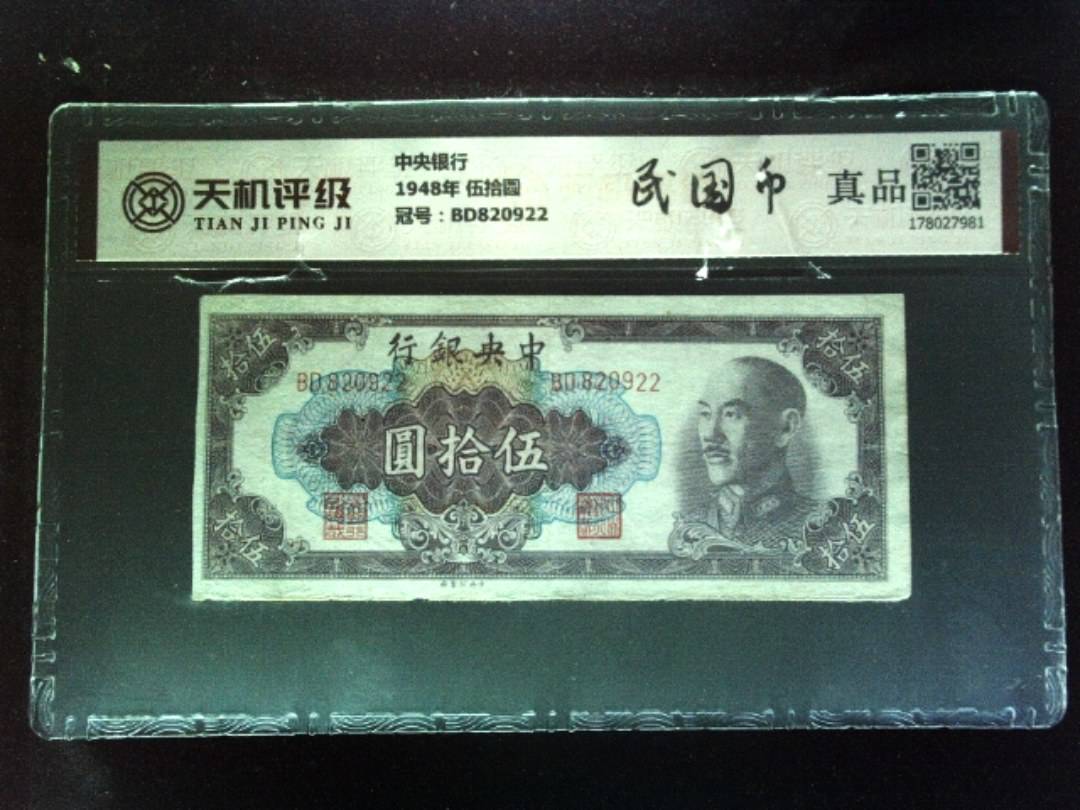 天机评级
TIAN JI PING JI
中央银行
1948年 伍拾圆
冠号：BD820922
民国币
真品
178027981
行銀央中
BD820922
BD820922
圓拾伍
拾伍
拾伍
拾伍
拾伍